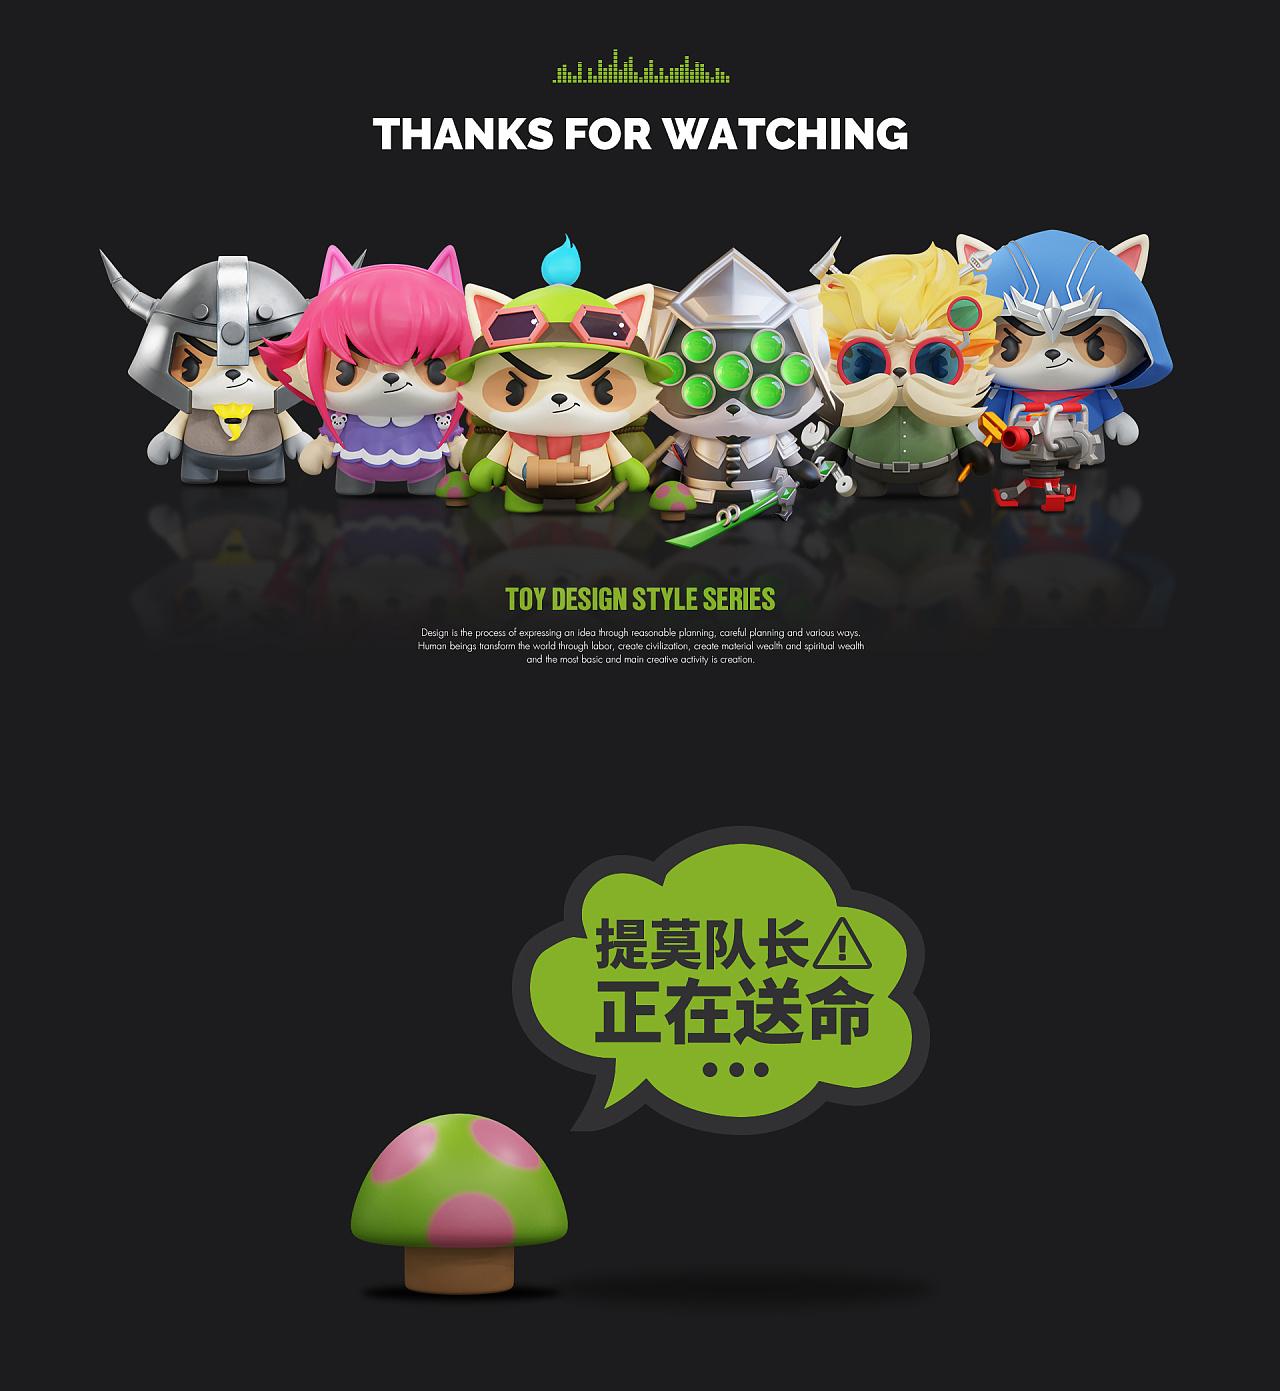 THANKS FOR WATCHING
TOY DESIGN STYLE SERIES
Design is the process of expressing an idea through reasonable planning, careful planning and various ways.
Human beings transform the world through labor, create civilization, create material wealth and spiritual wealth
and the most basic and main creative activity is creation.
提莫队长
正在送命
...